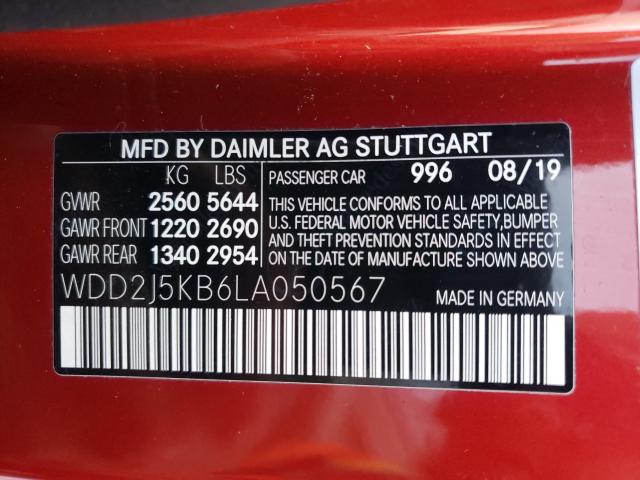 MFD BY DAIMLER AG STUTTGART
KG LBS
GVWR 2560 5644
GAWR FRONT 1220 2690
GAWR REAR 1340 2954
PASSENGER CAR 996 08/19
THIS VEHICLE CONFORMS TO ALL APPLICABLE
U.S. FEDERAL MOTOR VEHICLE SAFETY,BUMPER
AND THEFT PREVENTION STANDARDS IN EFFECT
ON THE DATE OF MANUFACTURE SHOWN ABOVE.
WDD2J5KB6LA050567 MADE IN GERMANY